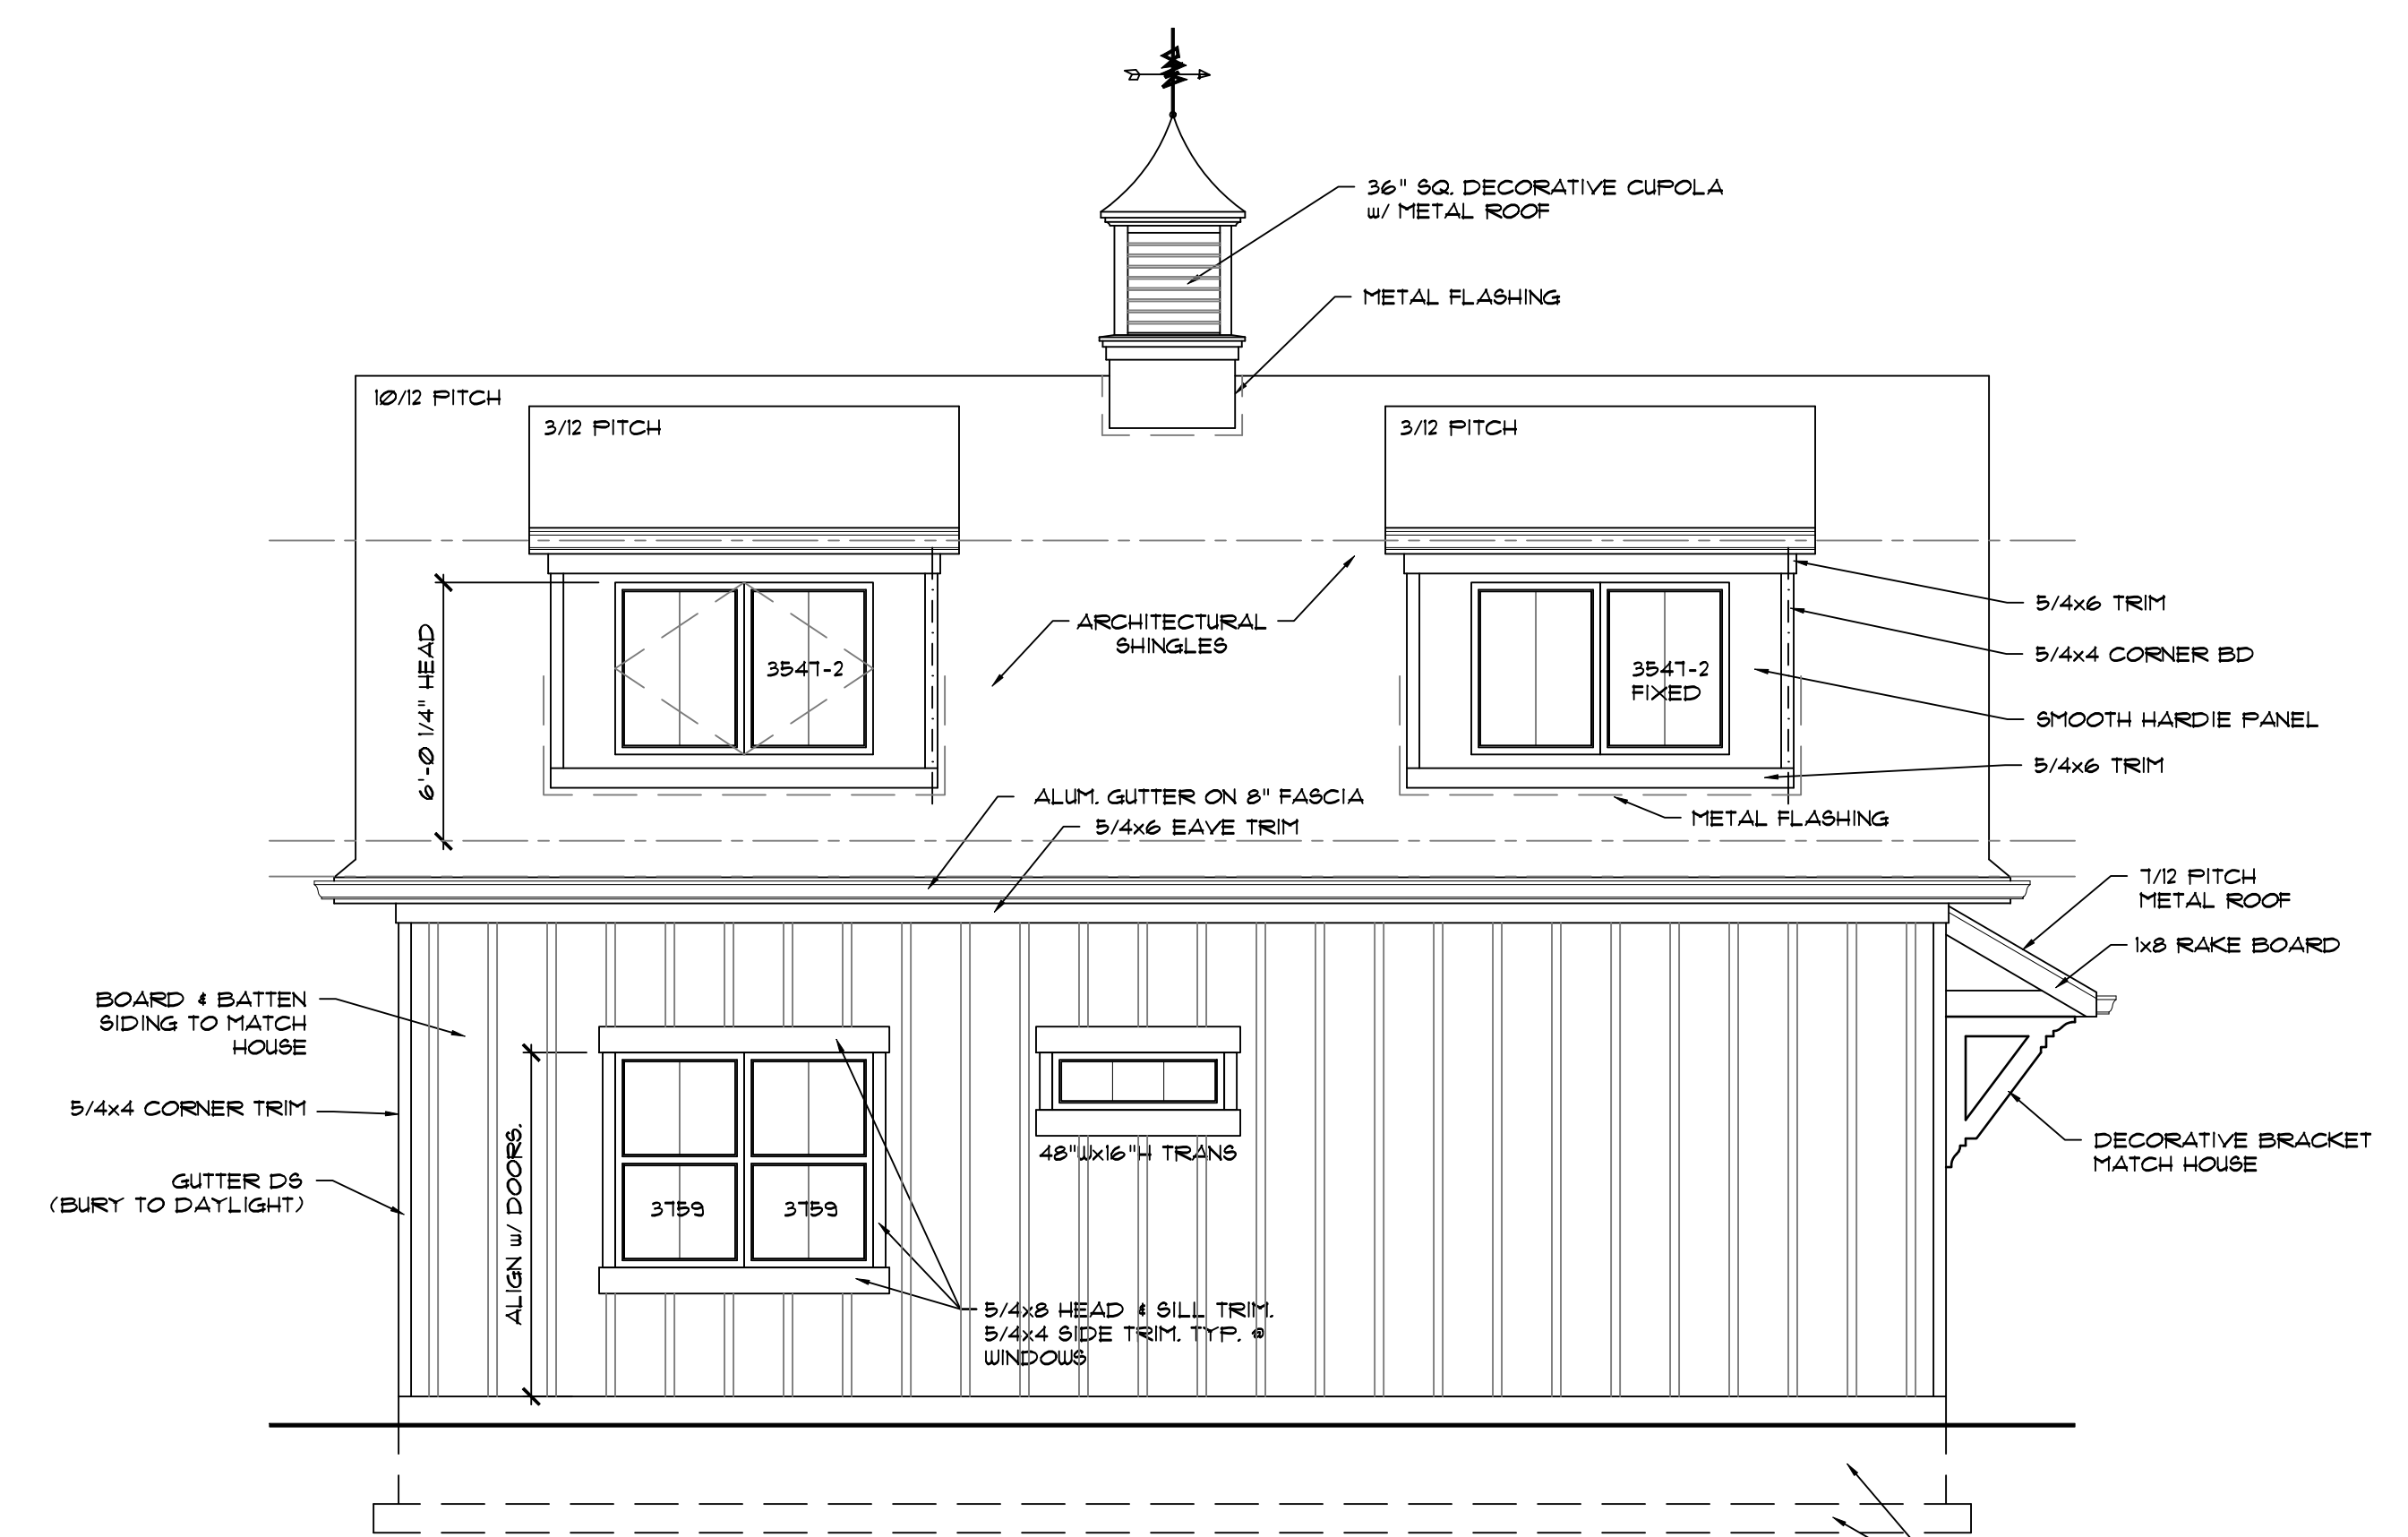 36" SQ. DECORATIVE CUPOLA
w/ METAL ROOF
METAL FLASHING
10/12 PITCH
3/12 PITCH
3/12 PITCH
ARCHITECTURAL
SHINGLES
6'-0 1/4" HEAD
3547-2
3547-2
FIXED
5/4x6 TRIM
5/4x4 CORNER BD
SMOOTH HARDIE PANEL
5/4x6 TRIM
METAL FLASHING
ALUM. GUTTER ON 8" FASCIA
5/4x6 EAVE TRIM
7/12 PITCH
METAL ROOF
1x8 RAKE BOARD
BOARD & BATTEN
SIDING TO MATCH
HOUSE
5/4x4 CORNER TRIM
GUTTER DS
(BURY TO DAYLIGHT)
ALIGN w/ DOORS.
3759
3759
48"Wx16"H TRANS
DECORATIVE BRACKET
MATCH HOUSE
5/4x8 HEAD & SILL TRIM.
5/4x4 SIDE TRIM. TYP. @
WINDOWS